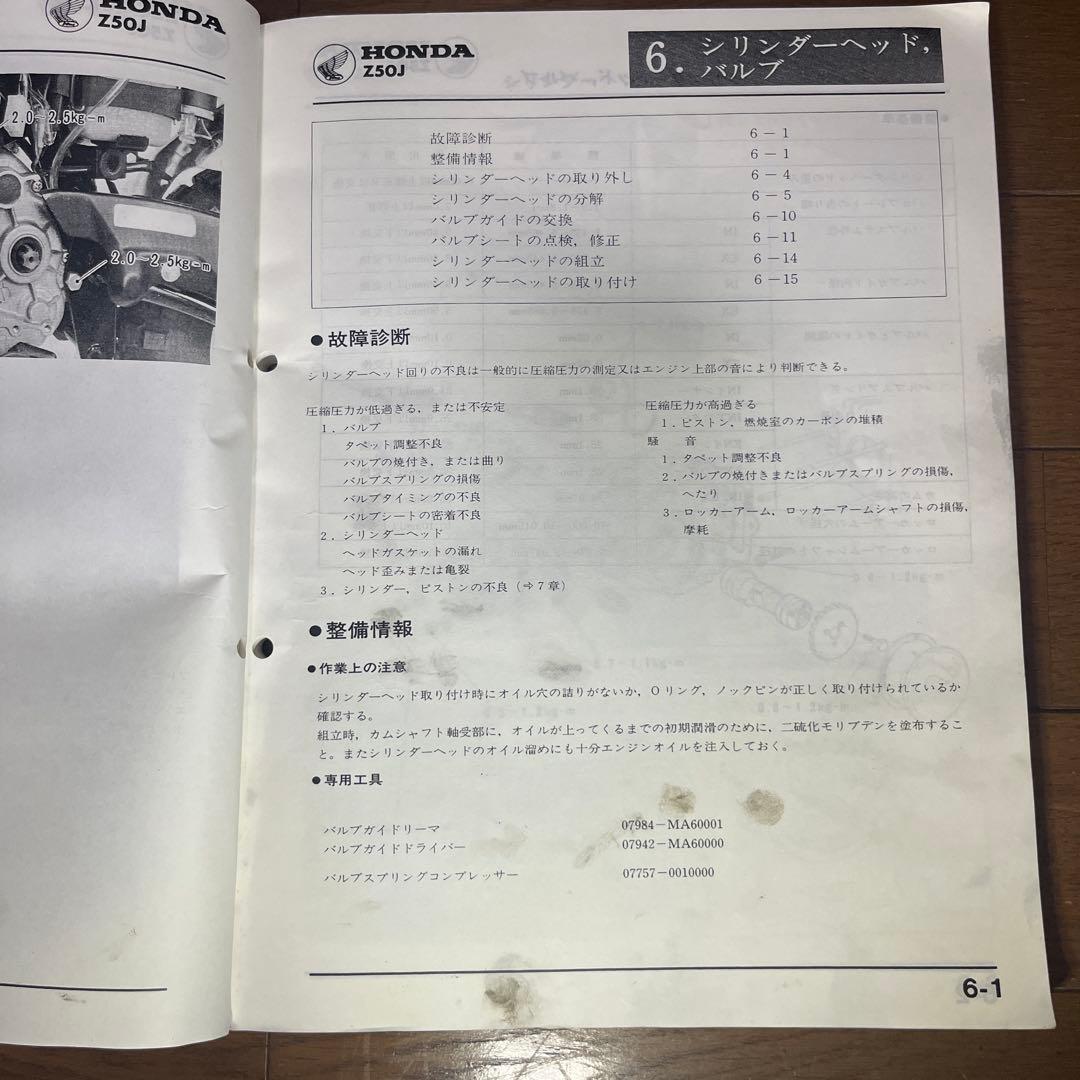 HONDA
Z50J
2.0~2.5kg-m
2.0~2.5kg-m
HONDA
Z50J
6. シリンダーヘッド,
バルブ
故障診断 6-1
整備情報 6-1
シリンダーヘッドの取り外し 6-4
シリンダーヘッドの分解 6-5
バルブガイドの交換 6-10
バルブシートの点検,修正 6-11
シリンダーヘッドの組立 6-14
シリンダーヘッドの取り付け 6-15
●故障診断
シリンダーヘッド回りの不良は一般的に圧縮圧力の測定又はエンジン上部の音により判断できる。
圧縮圧力が低過ぎる,または不安定
1.バルブ
タペット調整不良
バルブの焼付き,または曲り
バルブスプリングの損傷
バルブタイミングの不良
バルブシートの密着不良
2.シリンダーヘッド
ヘッドガスケットの漏れ
ヘッド歪みまたは亀裂
3.シリンダー,ピストンの不良(⇨7章)
圧縮圧力が高過ぎる
1.ピストン,燃焼室のカーボンの堆積
騒 音
1.タペット調整不良
2.バルブの焼付きまたはバルブスプリングの損傷,
へたり
3.ロッカーアーム,ロッカーアームシャフトの損傷,
摩耗
●整備情報
●作業上の注意
シリンダーヘッド取り付け時にオイル穴の詰りがないか,Oリング,ノックピンが正しく取り付けられているか
確認する。
組立時,カムシャフト軸受部に,オイルが上ってくるまでの初期潤滑のために,二硫化モリブデンを塗布するこ
と。またシリンダーヘッドのオイル溜めにも十分エンジンオイルを注入しておく。
●専用工具
バルブガイドリーマ 07984-MA60001
バルブガイドドライバー 07942-MA60000
バルブスプリングコンプレッサー 07757-0010000
6-1